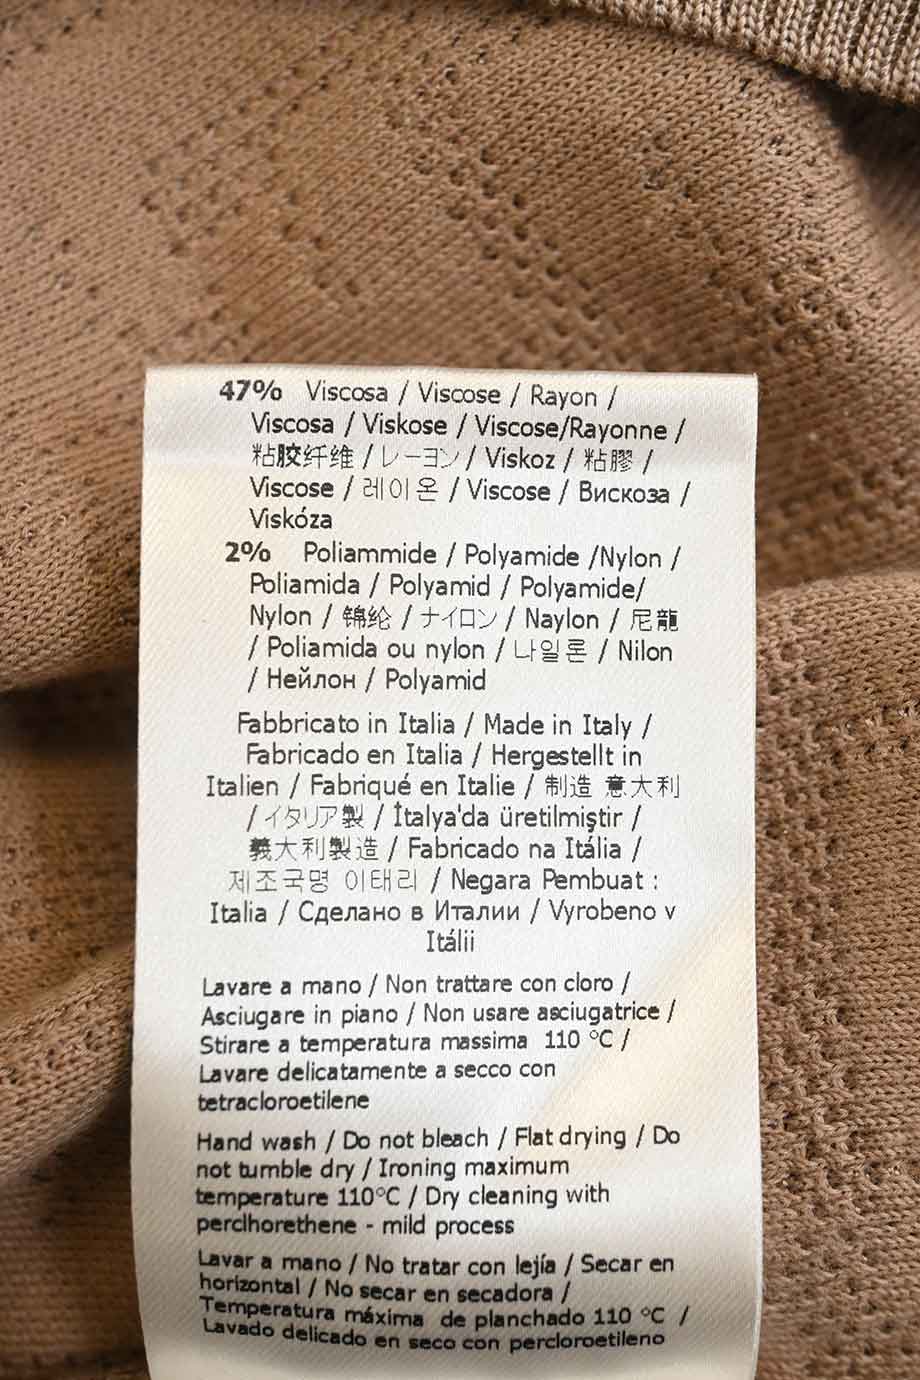 47% Viscosa / Viscose / Rayon /
Viscosa / Viskose / Viscose/Rayonne /
粘胶纤维 / レーヨン / Viskoz / 粘膠 /
Viscose / 레이온 / Viscose / Вискоза /
Viskóza
2% Poliammide / Polyamide /Nylon /
Poliamida / Polyamid / Polyamide/
Nylon / 锦纶 / ナイロン / Naylon / 尼龍
/ Poliamida ou nylon / 나일론 / Nilon
/ Нейлон / Polyamid
Fabbricato in Italia / Made in Italy /
Fabricado en Italia / Hergestellt in
Italien / Fabriqué en Italie / 制造 意大利
/ イタリア製 / İtalya'da üretilmiştir /
義大利製造 / Fabricado na Itália /
제조국명 이태리 / Negara Pembuat :
Italia / Сделано в Италии / Vyrobeno v
Itálii
Lavare a mano / Non trattare con cloro /
Asciugare in piano / Non usare asciugatrice /
Stirare a temperatura massima 110 °C /
Lavare delicatamente a secco con
tetracloroetilene
Hand wash / Do not bleach / Flat drying / Do
not tumble dry / Ironing maximum
temperature 110°C / Dry cleaning with
perclhorethene - mild process
Lavar a mano / No tratar con lejía / Secar en
horizontal / No secar en secadora /
Temperatura máxima de planchado 110 °C /
Lavado delicado en seco con percloroetileno